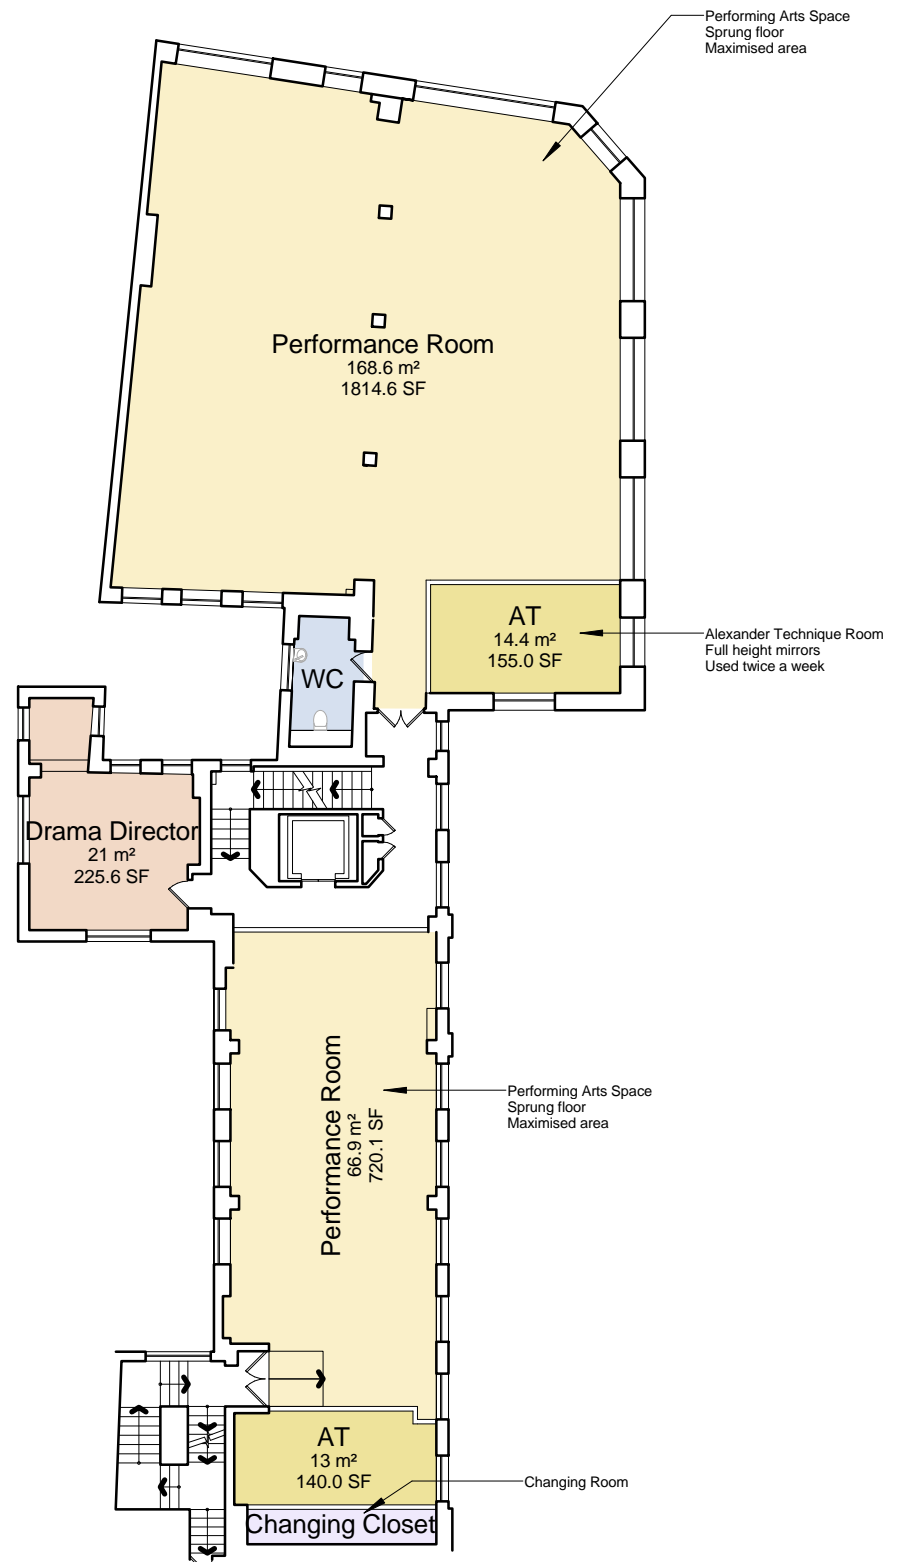 Performing Arts Space
Sprung floor
Maximised area
Performance Room
168.6 m²
1814.6 SF
AT
14.4 m²
155.0 SF
Alexander Technique Room
Full height mirrors
Used twice a week
WC
Drama Director
21 m²
225.6 SF
Performance Room
66.9 m²
720.1 SF
Performing Arts Space
Sprung floor
Maximised area
AT
13 m²
140.0 SF
Changing Room
Changing Closet